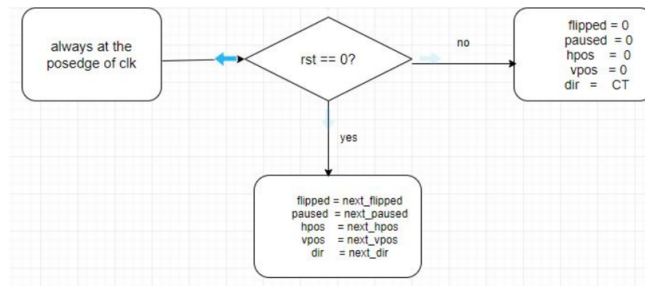 always at the
posedge of clk
rst == 0?
no
flipped = 0
paused = 0
hpos = 0
vpos = 0
dir = CT
yes
flipped = next_flipped
paused = next_paused
hpos = next_hpos
vpos = next_vpos
dir = next_dir